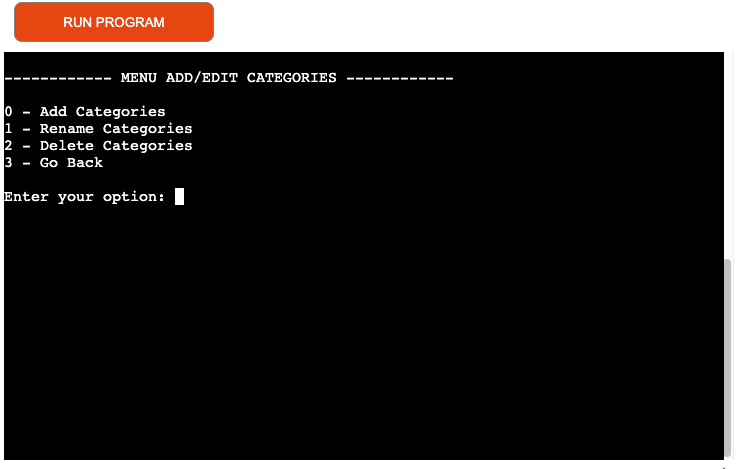 RUN PROGRAM
------------ MENU ADD/EDIT CATEGORIES ------------
0 - Add Categories
1 - Rename Categories
2 - Delete Categories
3 - Go Back
Enter your option: